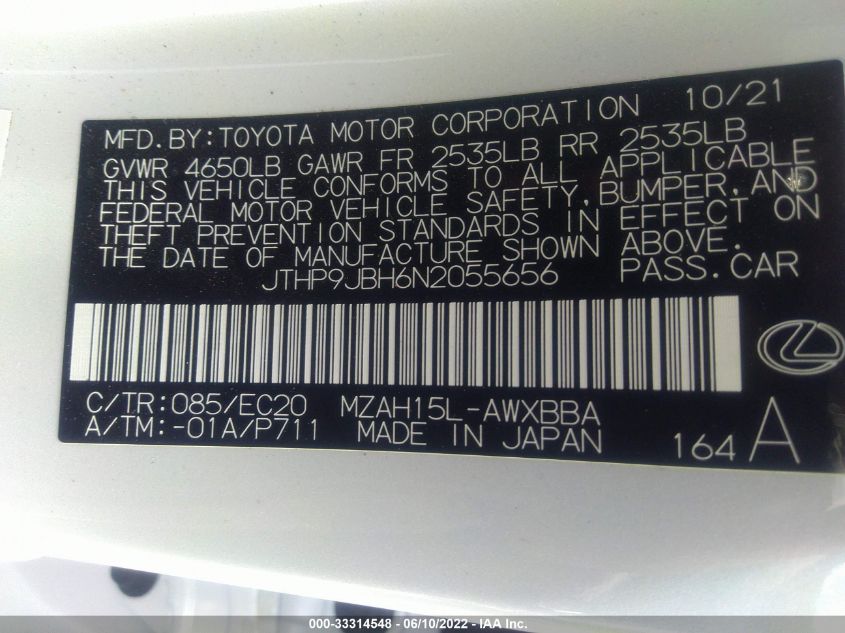 MFD. BY: TOYOTA MOTOR CORPORATION 10/21
GVWR 4650LB GAWR FR 2535LB RR 2535LB
THIS VEHICLE CONFORMS TO ALL APPLICABLE
FEDERAL MOTOR VEHICLE SAFETY, BUMPER, AND
THEFT PREVENTION STANDARDS IN EFFECT ON
THE DATE OF MANUFACTURE SHOWN ABOVE.
JTHP9JBH6N2055656 PASS. CAR
C/TR: 085/EC20 MZAH15L-AWXBBA
A/TM: -01A/P711 MADE IN JAPAN 164 A
000-33314548 - 06/10/2022 - IAA Inc.